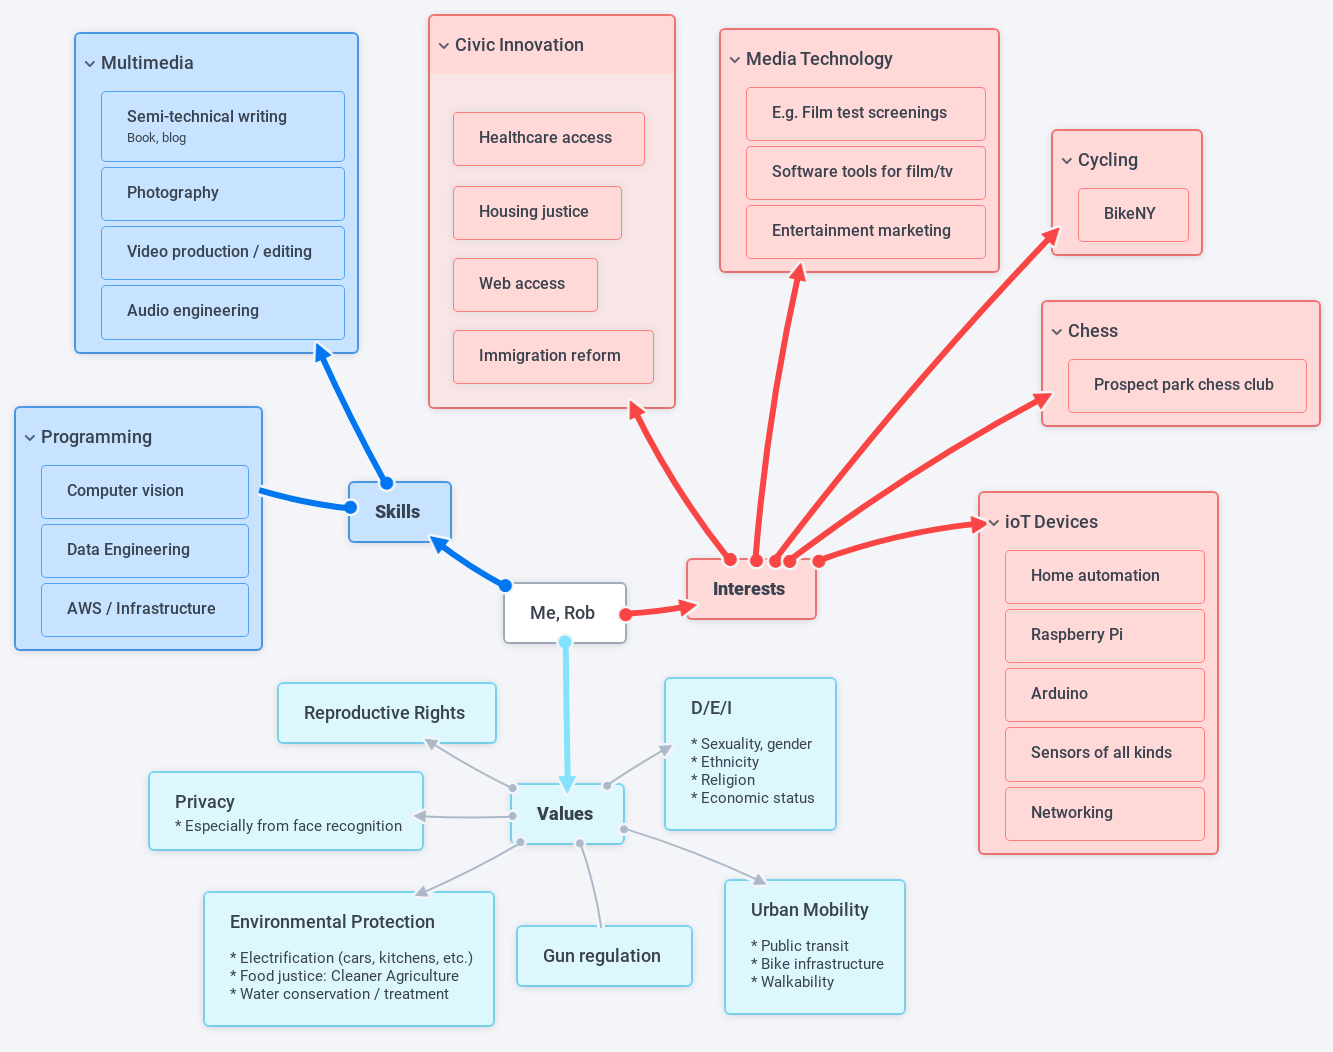 Multimedia
Semi-technical writing
Book, blog
Photography
Video production / editing
Audio engineering
Civic Innovation
Healthcare access
Housing justice
Web access
Immigration reform
Media Technology
E.g. Film test screenings
Software tools for film/tv
Entertainment marketing
Cycling
BikeNY
Chess
Prospect park chess club
Programming
Computer vision
Data Engineering
AWS / Infrastructure
Skills
Me, Rob
Interests
ioT Devices
Home automation
Raspberry Pi
Arduino
Sensors of all kinds
Networking
Reproductive Rights
D/E/I
* Sexuality, gender
* Ethnicity
* Religion
* Economic status
Privacy
* Especially from face recognition
Values
Environmental Protection
* Electrification (cars, kitchens, etc.)
* Food justice: Cleaner Agriculture
* Water conservation / treatment
Gun regulation
Urban Mobility
* Public transit
* Bike infrastructure
* Walkability